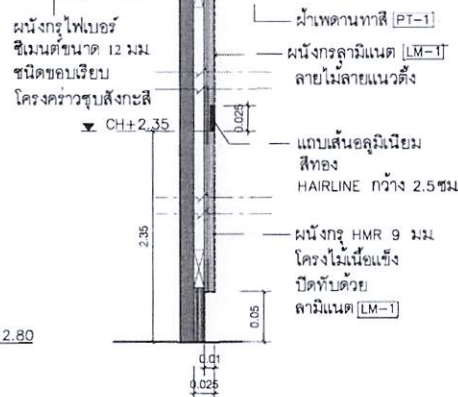 ผนังกรุไฟเบอร์
ซีเมนต์ขนาด 12 มม.
ชนิดขอบเรียบ
โครงคร่าวชุบสังกะสี
CH+2.35
2.35
2.80
ฝ้าเพดานทาสี PT-1
ผนังกรุลามิแนต LM-1
ลายไม้ลายแนวตั้ง
0.025
แถบเส้นอลูมิเนียม
สีทอง
HAIRLINE กว้าง 2.5ซม
ผนังกรุ HMR 9 มม.
โครงไม้เนื้อแข็ง
ปิดทับด้วย
ลามิแนต LM-1
0.05
0.01
0.025